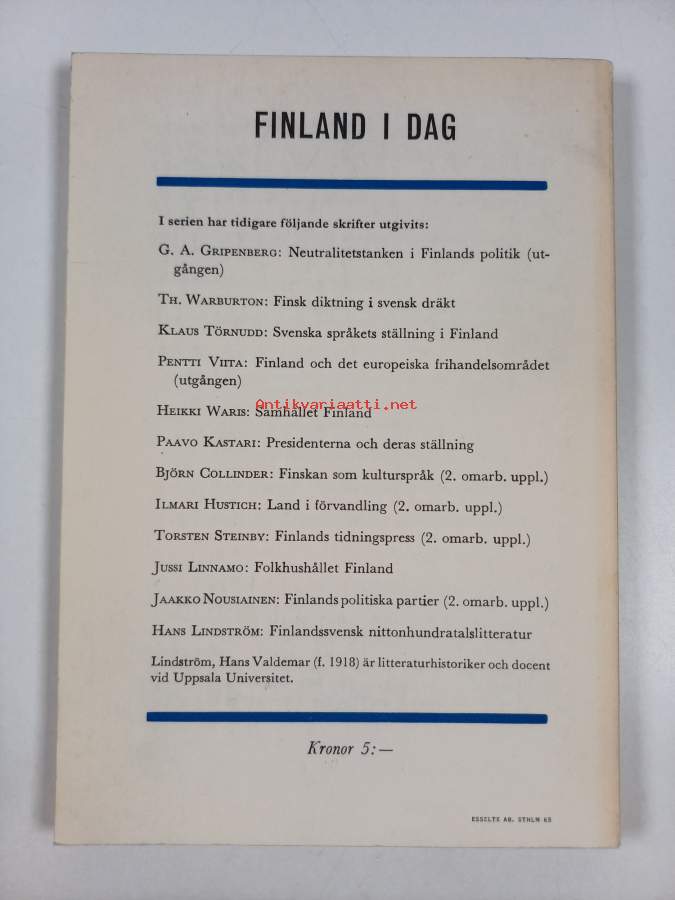 FINLAND I DAG
I serien har tidigare följande skrifter utgivits:
G. A. GRIPENBERG: Neutralitetstanken i Finlands politik (ut-
gången)
TH. WARBURTON: Finsk diktning i svensk dräkt
KLAUS TÖRNUDD: Svenska språkets ställning i Finland
PENTTI VIITA: Finland och det europeiska frihandelsområdet
(utgången)
Antikvariaatti.net
HEIKKI WARIS: Samhället Finland
PAAVO KASTARI: Presidenterna och deras ställning
BJÖRN COLLINDER: Finskan som kulturspråk (2. omarb. uppl.)
ILMARI HUSTICH: Land i förvandling (2. omarb. uppl.)
TORSTEN STEINBY: Finlands tidningspress (2. omarb. uppl.)
JUSSI LINNAMO: Folkhushållet Finland
JAAKKO NOUSIAINEN: Finlands politiska partier (2. omarb. uppl.)
HANS LINDSTRÖM: Finlandssvensk nittonhundratalslitteratur
Lindström, Hans Valdemar (f. 1918) är litteraturhistoriker och docent
vid Uppsala Universitet.
Kronor 5:—
ESSELTE AB. STHLM 65